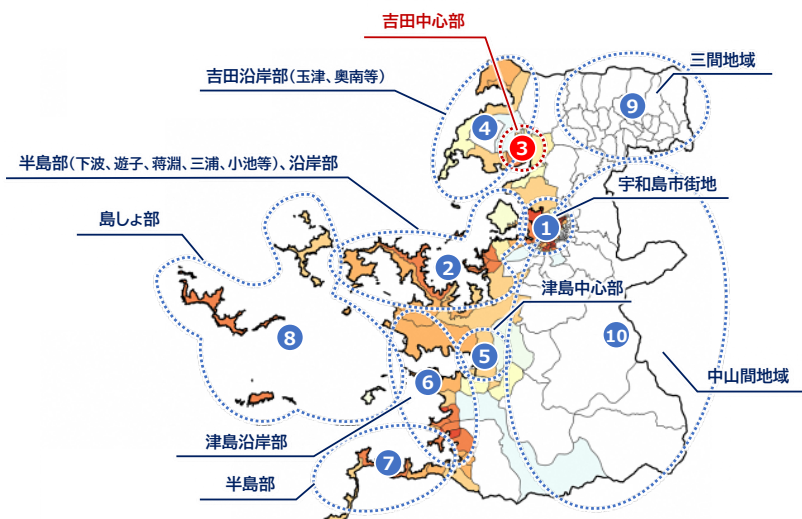 吉田中心部
吉田沿岸部(玉津、奥南等)
三間地域
9
4
3
半島部(下波、遊子、蒋淵、三浦、小池等)、沿岸部
宇和島市街地
島しょ部
1
2
津島中心部
8
10
5
6
中山間地域
津島沿岸部
7
半島部